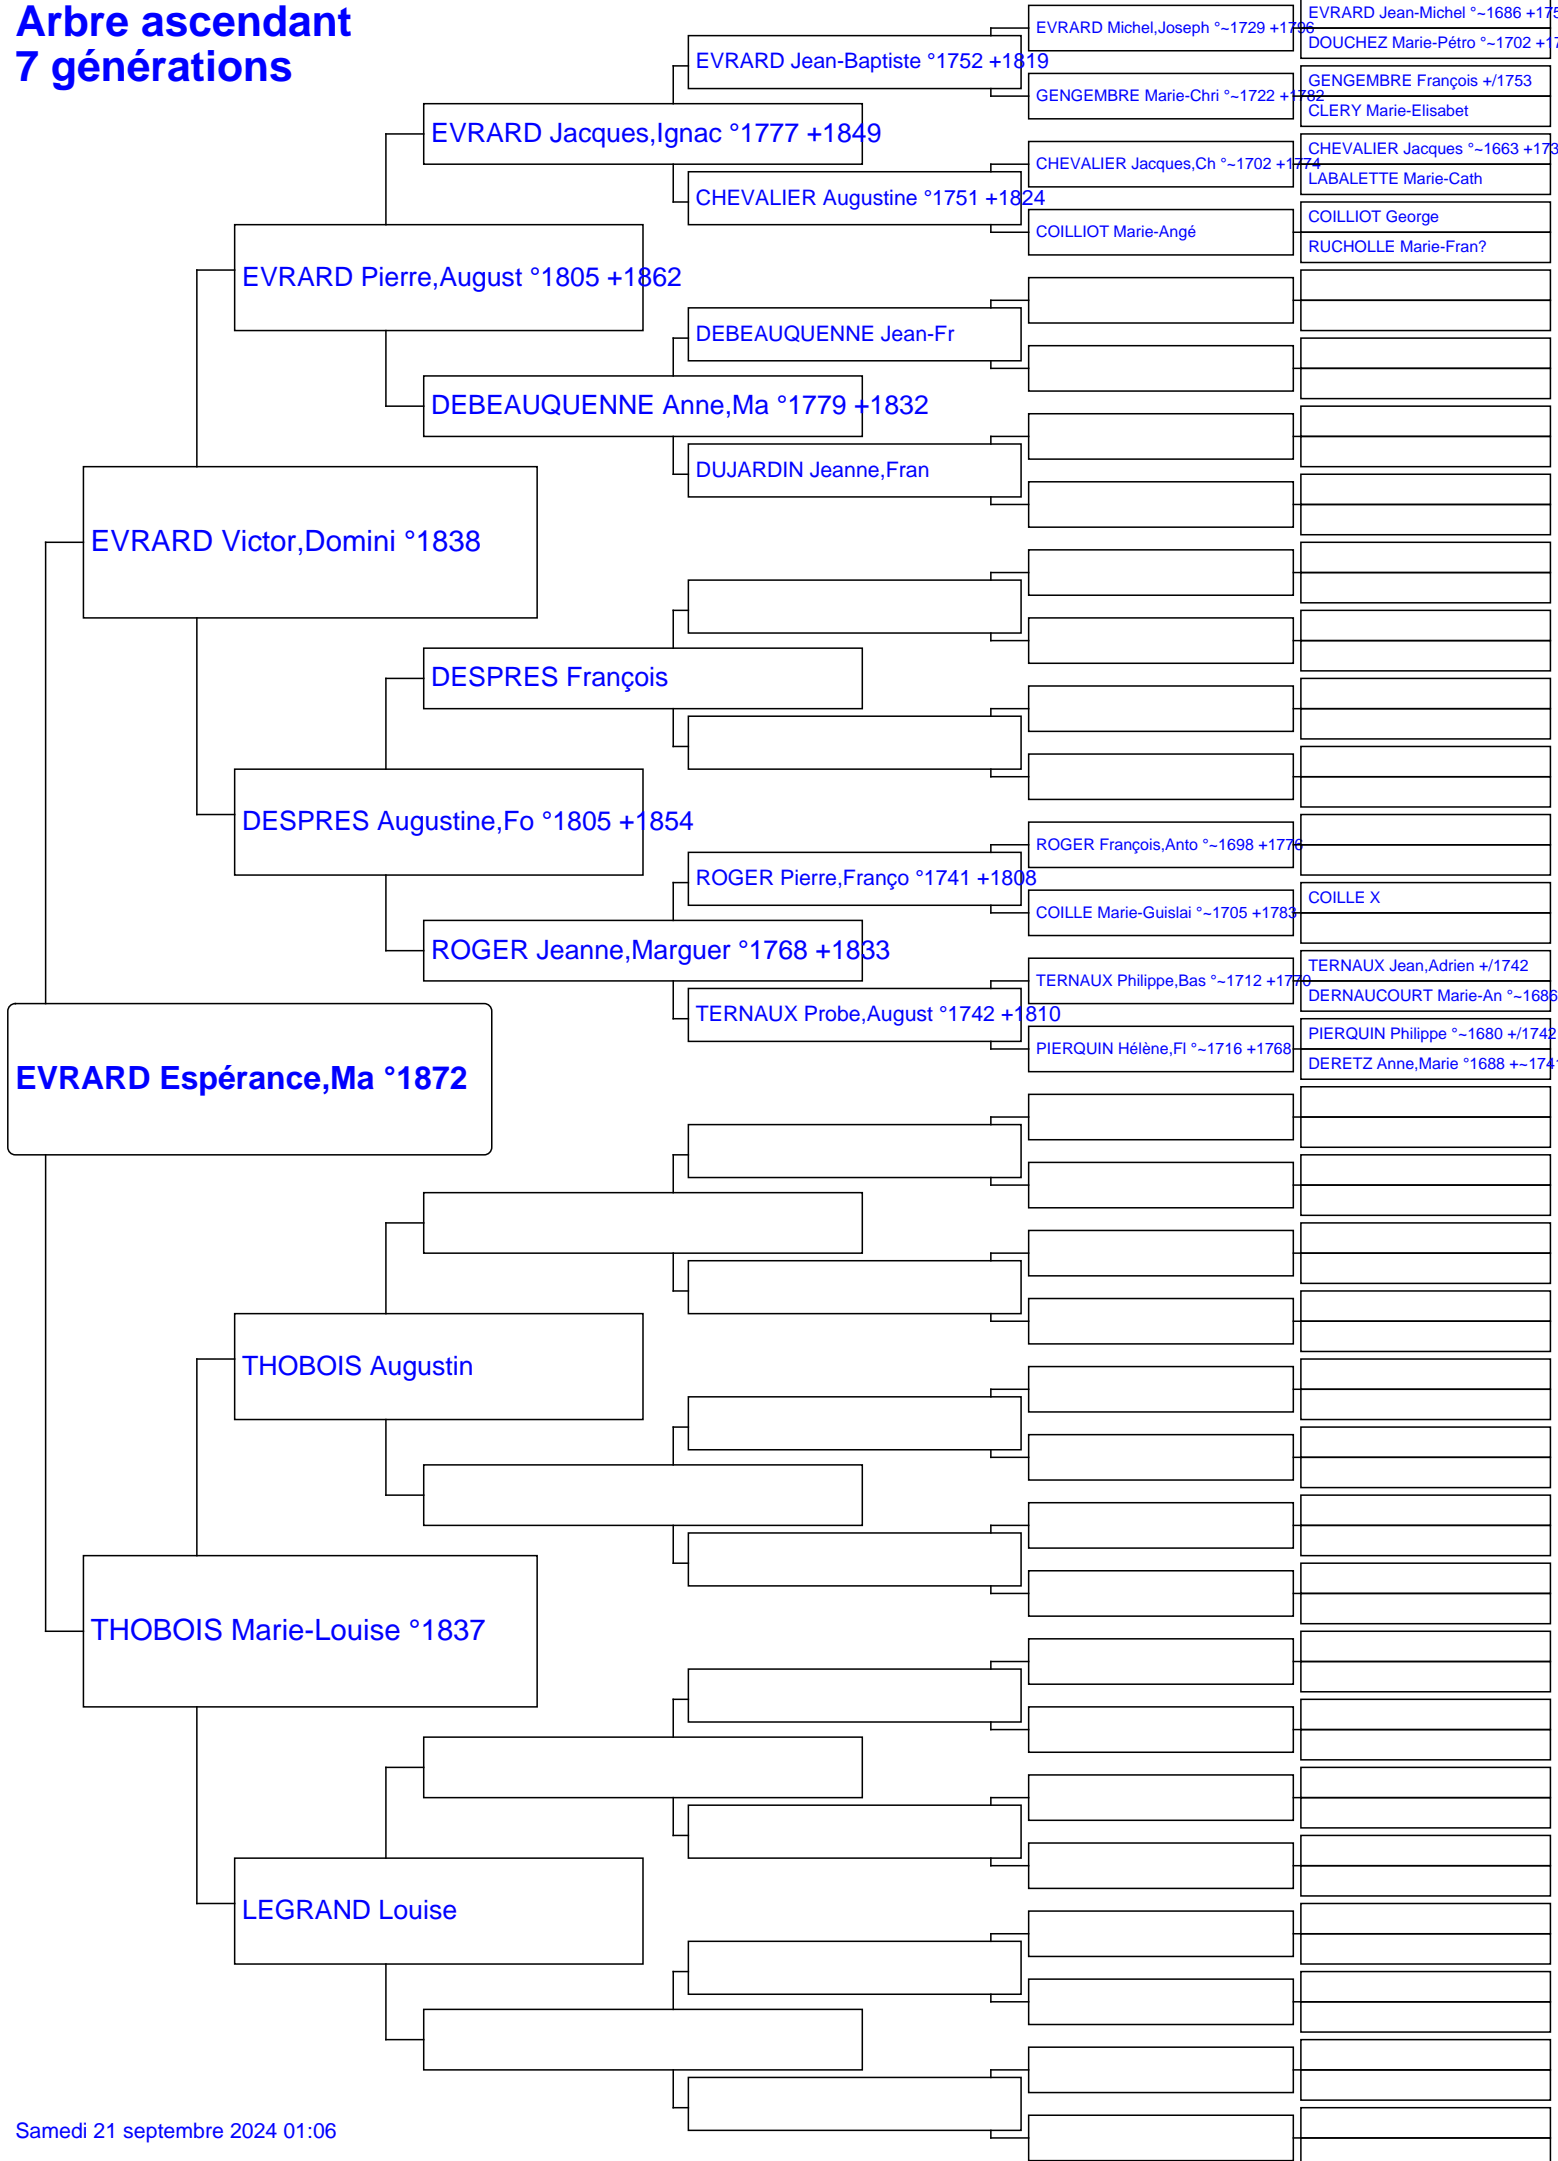 Arbre ascendant
7 générations
EVRARD Espérance,Ma °1872
EVRARD Victor,Domini °1838
THOBOIS Marie-Louise °1837
EVRARD Pierre,August °1805 +1862
DESPRES Augustine,Fo °1805 +1854
THOBOIS Augustin
LEGRAND Louise
EVRARD Jacques,Ignac °1777 +1849
DEBEAUQUENNE Anne,Ma °1779 +1832
DESPRES François
ROGER Jeanne,Marguer °1768 +1833
EVRARD Jean-Baptiste °1752 +1819
CHEVALIER Augustine °1751 +1824
DEBEAUQUENNE Jean-Fr
DUJARDIN Jeanne,Fran
ROGER Pierre,Franço °1741 +1808
TERNAUX Probe,August °1742 +1810
EVRARD Michel,Joseph °~1729 +1796
GENGEMBRE Marie-Chri °~1722 +1782
CHEVALIER Jacques,Ch °~1702 +1774
COILLIOT Marie-Angé
ROGER François,Anto °~1698 +1776
COILLE Marie-Guislai °~1705 +1783
TERNAUX Philippe,Bas °~1712 +1770
PIERQUIN Hélène,Fl °~1716 +1768
EVRARD Jean-Michel °~1686
DOUCHEZ Marie-Pétro °~1702
GENGEMBRE François +/1753
CLERY Marie-Elisabet
CHEVALIER Jacques °~1663
LABALETTE Marie-Cath
COILLIOT George
RUCHOLLE Marie-Fran?
COILLE X
TERNAUX Jean,Adrien +/1742
DERNAUCOURT Marie-An °~1686
PIERQUIN Philippe °~1680 +/1742
DERETZ Anne,Marie °1688 +~1741
Samedi 21 septembre 2024 01:06